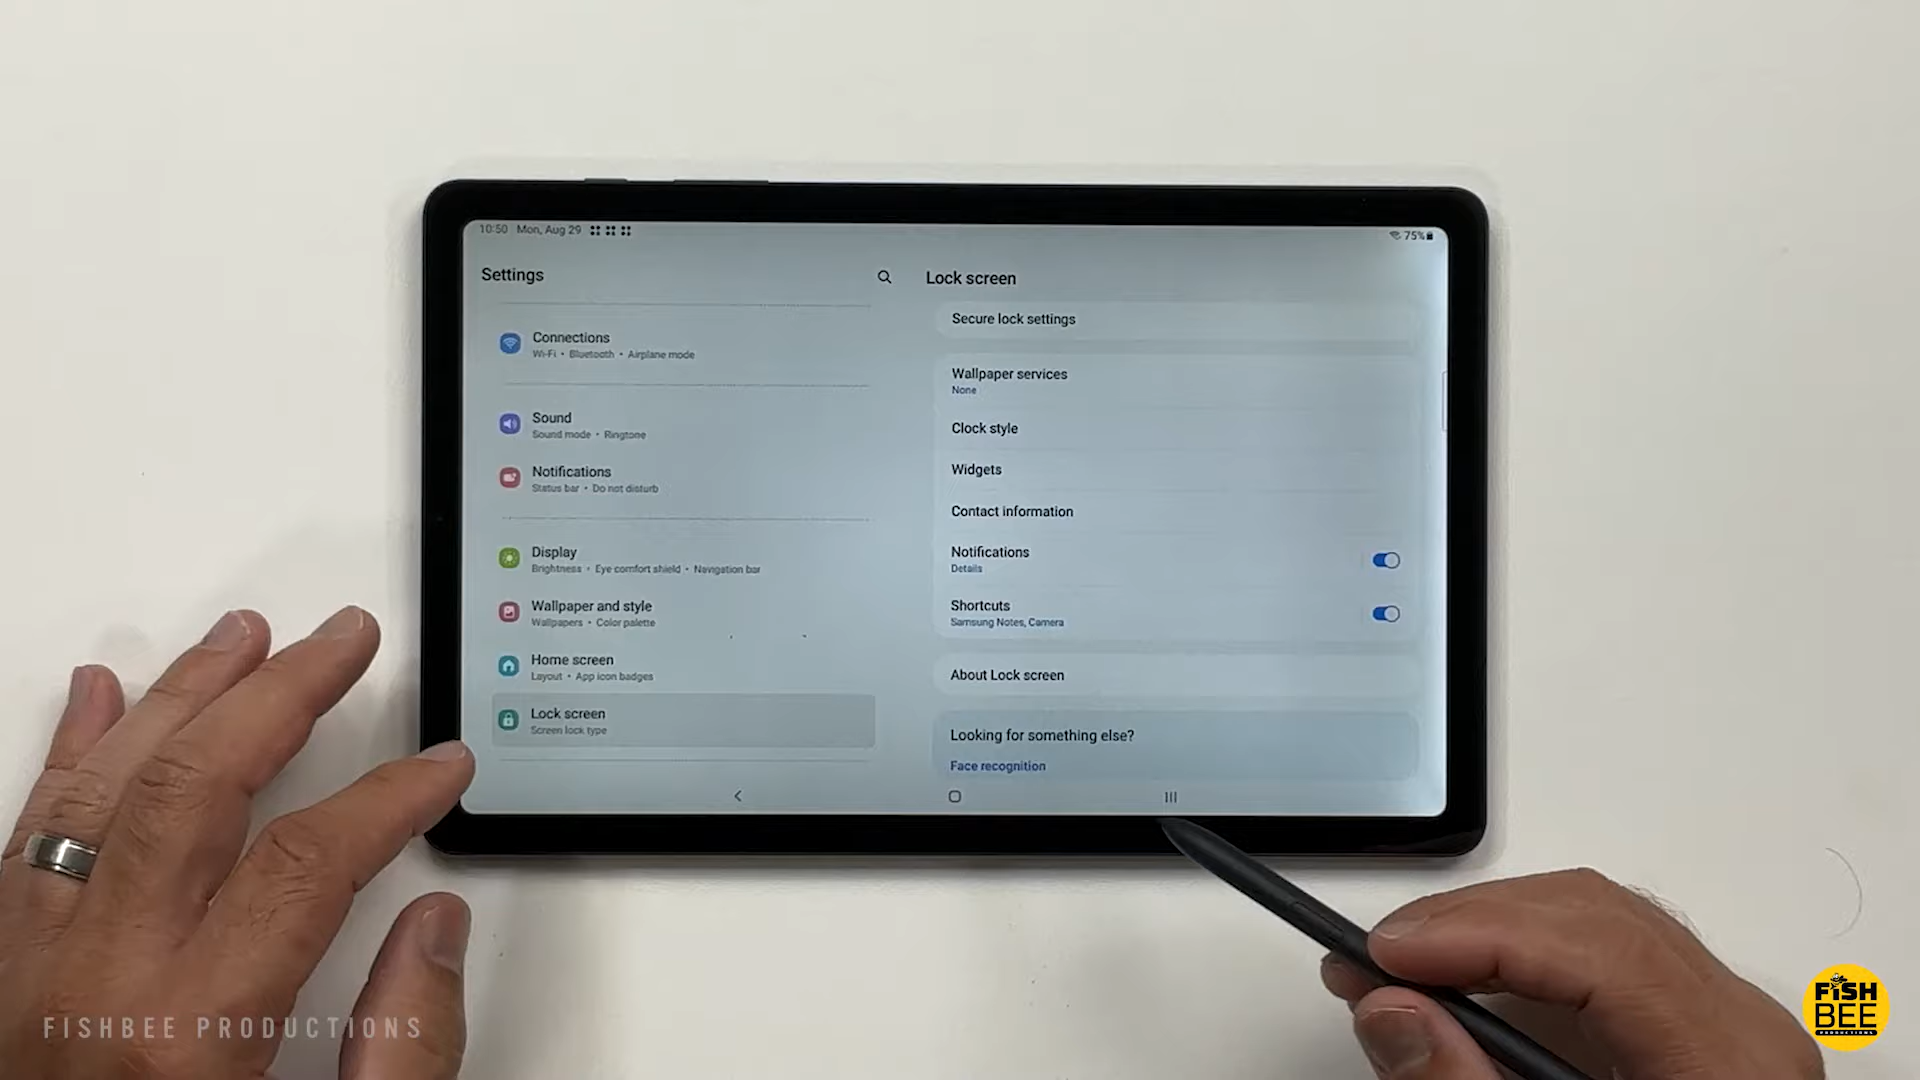 10:50 Mon, Aug 29
75%
Settings
Connections
Wi-Fi • Bluetooth • Airplane mode
Sound
Sound mode • Ringtone
Notifications
Status bar • Do not disturb
Display
Brightness • Eye comfort shield • Navigation bar
Wallpaper and style
Wallpapers • Color palette
Home screen
Layout • App icon badges
Lock screen
Screen lock type
Lock screen
Secure lock settings
Wallpaper services
None
Clock style
Widgets
Contact information
Notifications
Details
Shortcuts
Samsung Notes, Camera
About Lock screen
Looking for something else?
Face recognition
FISHBEE PRODUCTIONS
FISH
BEE
PRODUCTIONS